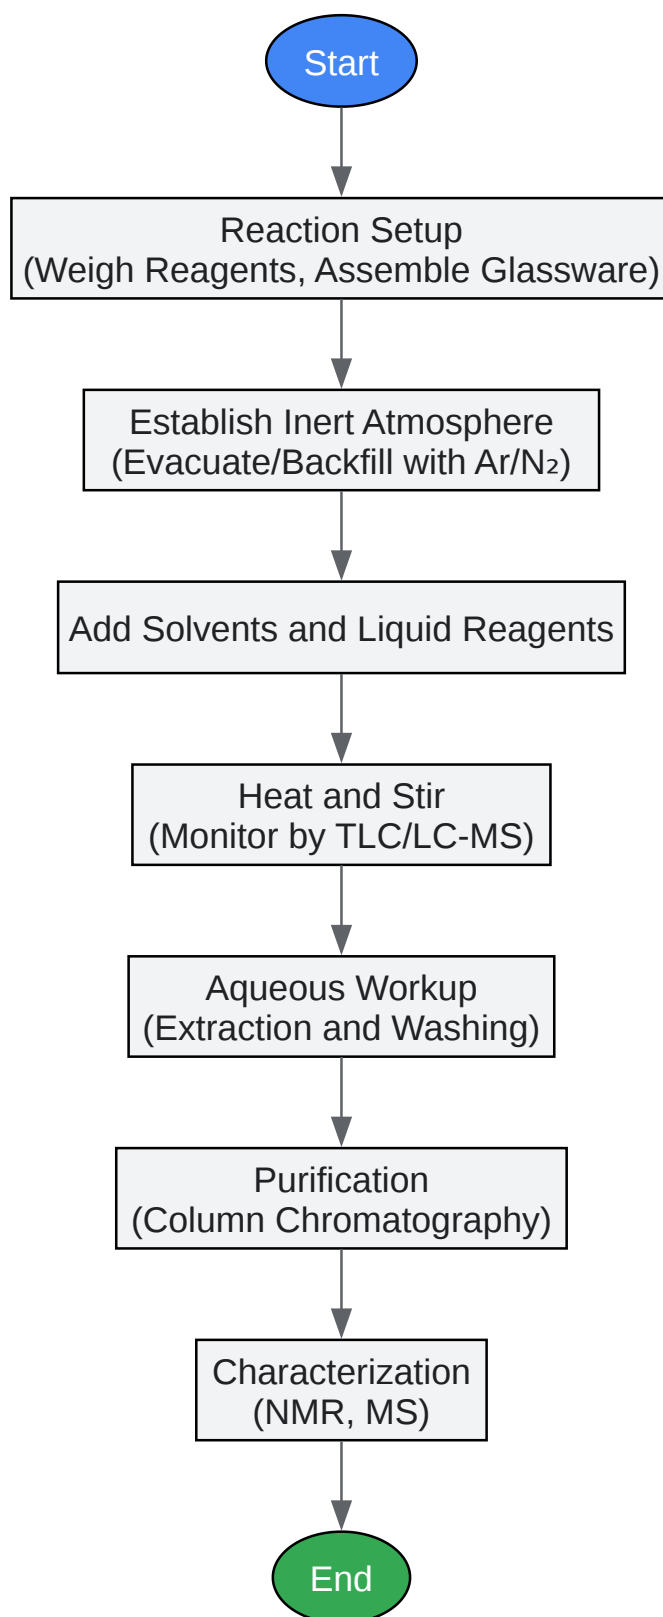 Start
Reaction Setup
(Weigh Reagents, Assemble Glassware)
Establish Inert Atmosphere
(Evacuate/Backfill with Ar/N₂)
Add Solvents and Liquid Reagents
Heat and Stir
(Monitor by TLC/LC-MS)
Aqueous Workup
(Extraction and Washing)
Purification
(Column Chromatography)
Characterization
(NMR, MS)
End